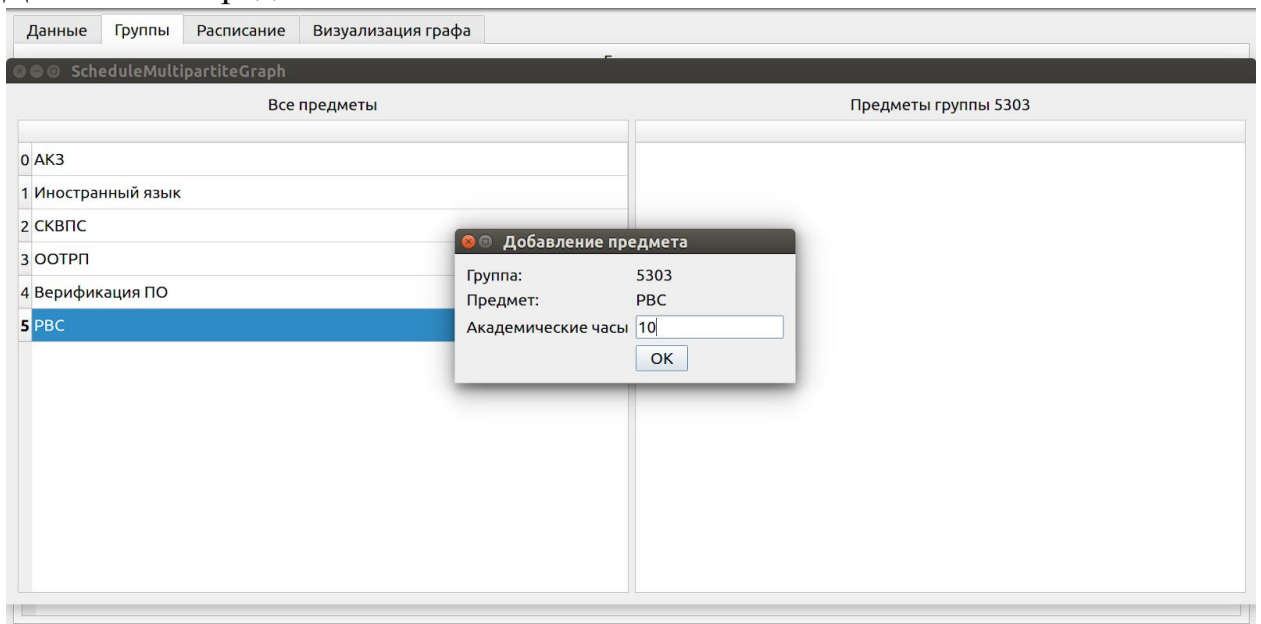 Данные Группы Расписание Визуализация графа
ScheduleMultipartiteGraph
Все предметы Предметы группы 5303
0 АКЗ
1 Иностранный язык
2 СКВПС
3 ООТРП
4 Верификация ПО
5 РВС
Добавление предмета
Группа: 5303
Предмет: РВС
Академические часы 10
ОК